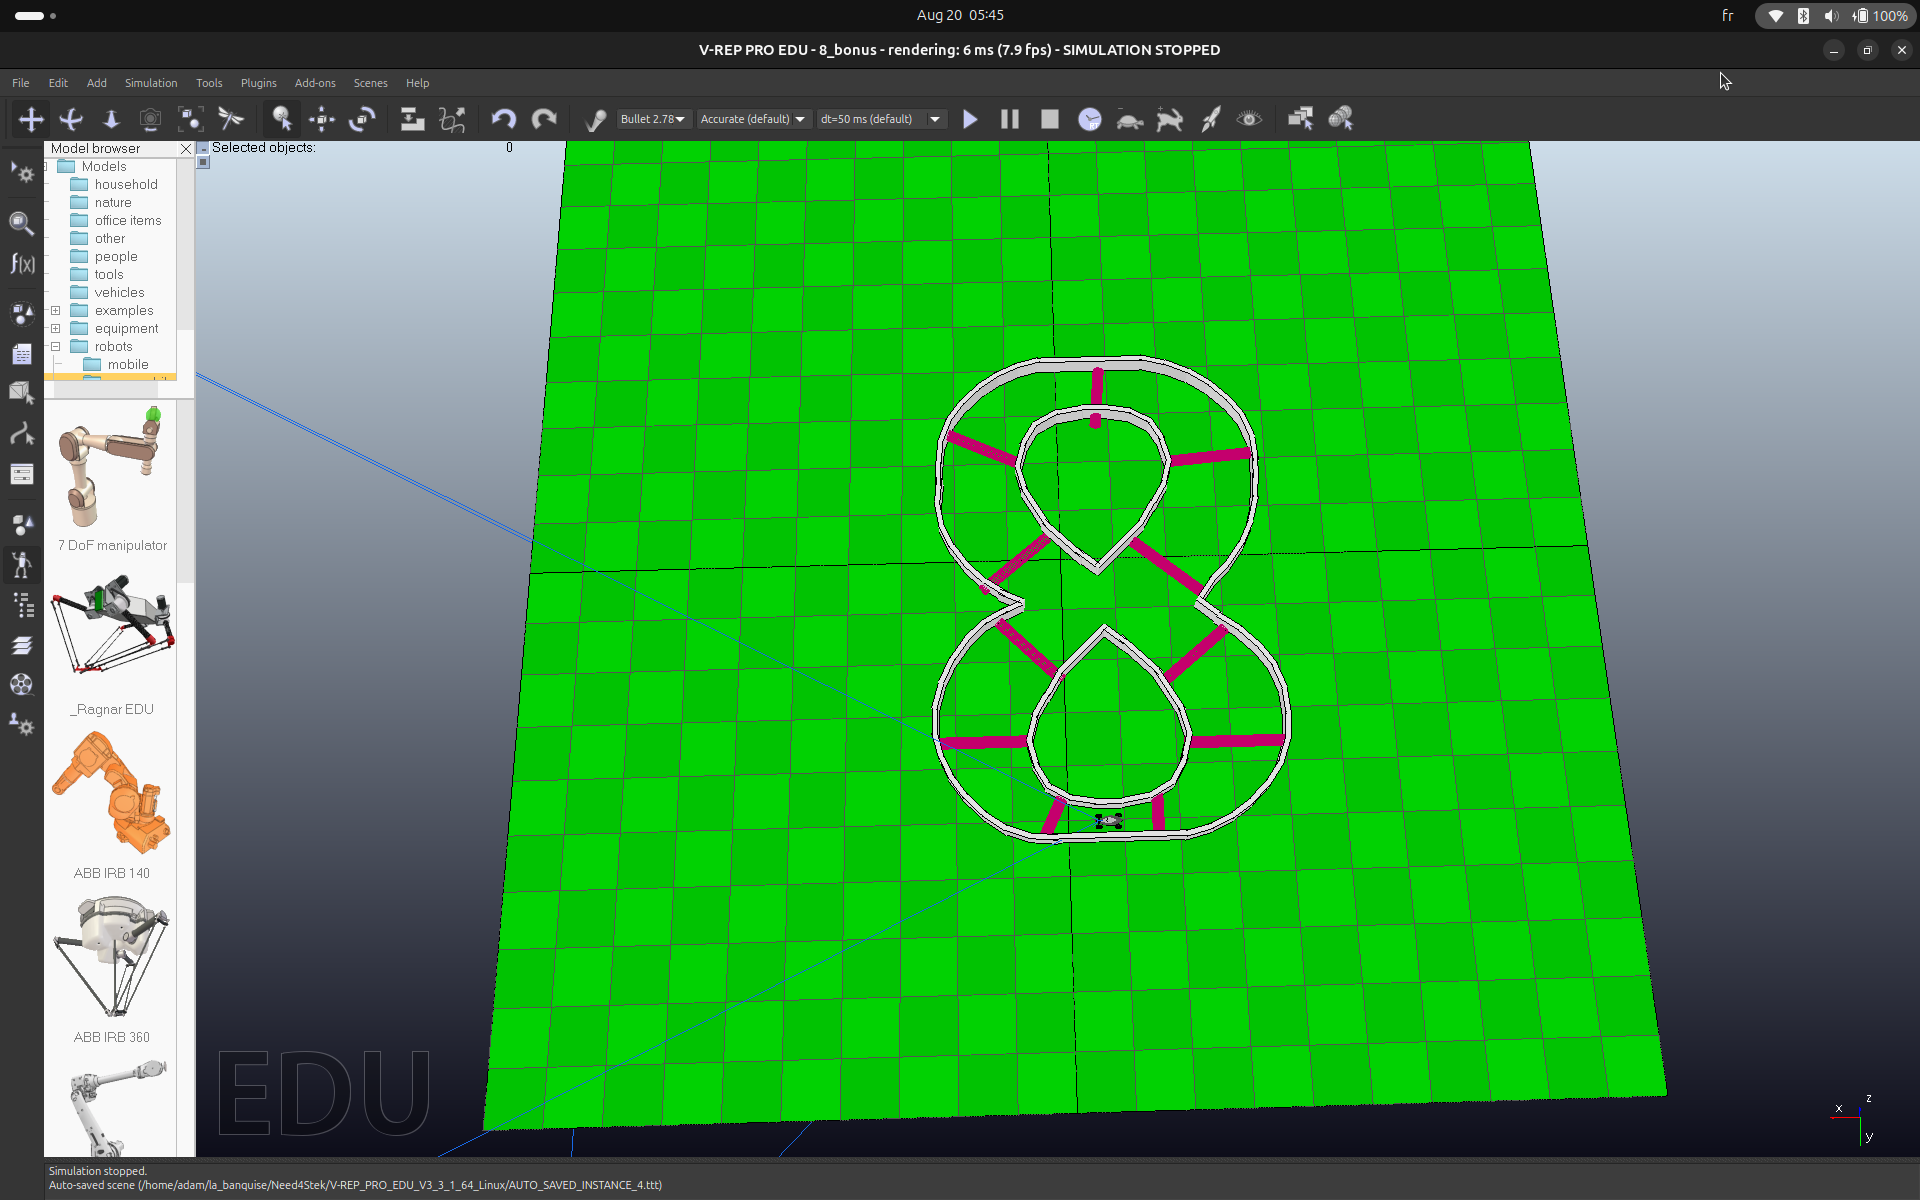 Aug 20 05:45
fr
100%
V-REP PRO EDU - 8_bonus - rendering: 6 ms (7.9 fps) - SIMULATION STOPPED
File Edit Add Simulation Tools Plugins Add-ons Scenes Help
Bullet 2.78 Accurate (default) dt=50 ms (default)
RT
Model browser
Selected objects: 0
Models
household
nature
office items
other
people
tools
vehicles
examples
equipment
robots
mobile
f(x)
7 DoF manipulator
_Ragnar EDU
ABB IRB 140
ABB IRB 360
EDU
x
z
y
Simulation stopped.
Auto-saved scene (/home/adam/la_banquise/Need4Stek/V-REP_PRO_EDU_V3_3_1_64_Linux/AUTO_SAVED_INSTANCE_4.ttt)